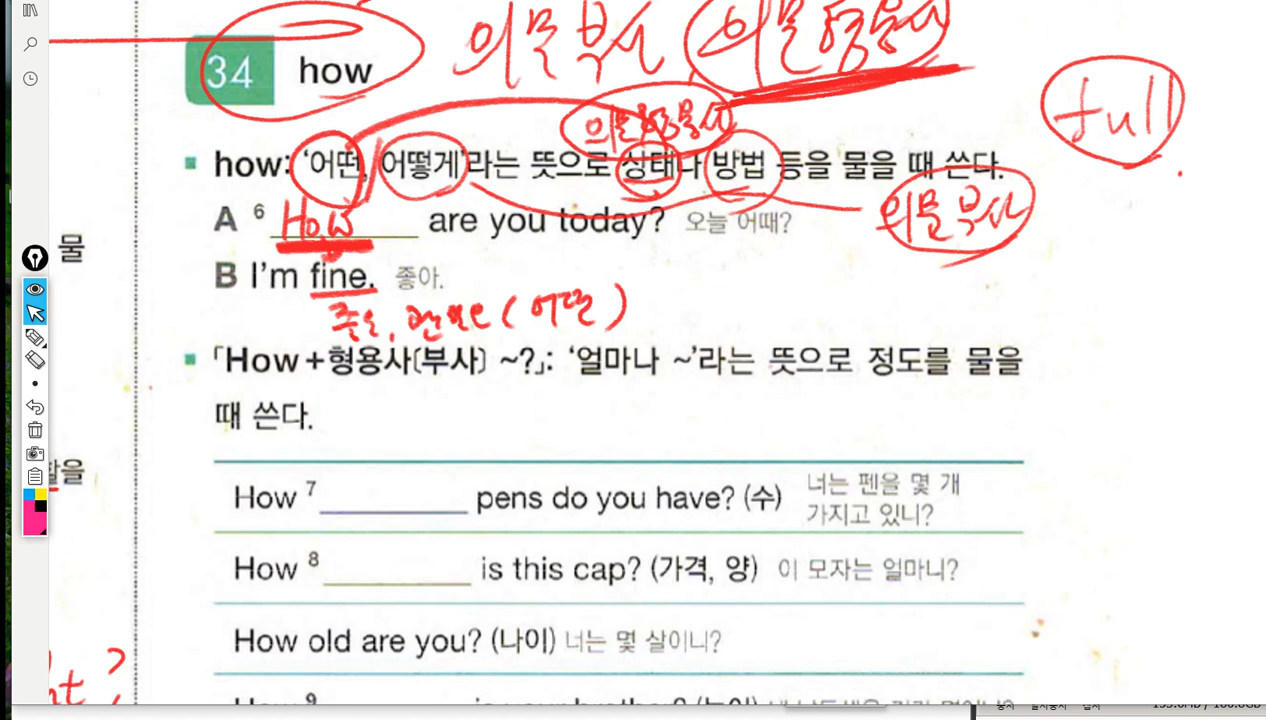 의문부사, 의문형용사
34 how
full
의문형용사
how: '어떤, 어떻게'라는 뜻으로 상태나 방법 등을 물을 때 쓴다.
A 6 How are you today? 오늘 어때?
의문부사
B I'm fine. 좋아.
(어떤)
「How+형용사[부사] ~?」: '얼마나 ~'라는 뜻으로 정도를 물을
때 쓴다.
물
을
How 7 ________ pens do you have? (수) 너는 펜을 몇 개
가지고 있니?
How 8 ________ is this cap? (가격, 양) 이 모자는 얼마니?
How old are you? (나이) 너는 몇 살이니?
?